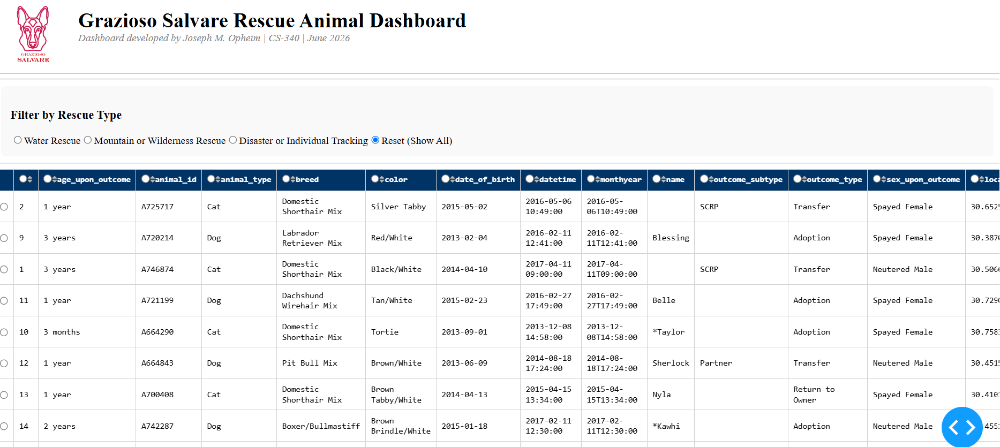 GRAZIOSO
SALVARE
Grazioso Salvare Rescue Animal Dashboard
Dashboard developed by Joseph M. Opheim | CS-340 | June 2026
Filter by Rescue Type
Water Rescue Mountain or Wilderness Rescue Disaster or Individual Tracking Reset (Show All)
age_upon_outcome animal_id animal_type breed color date_of_birth datetime monthyear name outcome_subtype outcome_type sex_upon_outcome loca
2 1 year A725717 Cat Domestic Shorthair Mix Silver Tabby 2015-05-02 2016-05-06 10:49:00 2016-05-06T10:49:00 SCRP Transfer Spayed Female 30.652
9 3 years A720214 Dog Labrador Retriever Mix Red/White 2013-02-04 2016-02-11 12:41:00 2016-02-11T12:41:00 Blessing Adoption Spayed Female 30.387
1 3 years A746874 Cat Domestic Shorthair Mix Black/White 2014-04-10 2017-04-11 09:00:00 2017-04-11T09:00:00 SCRP Transfer Neutered Male 30.506
11 1 year A721199 Dog Dachshund Wirehair Mix Tan/White 2015-02-23 2016-02-27 17:49:00 2016-02-27T17:49:00 Belle Adoption Spayed Female 30.729
10 3 months A664290 Cat Domestic Shorthair Mix Tortie 2013-09-01 2013-12-08 14:58:00 2013-12-08T14:58:00 *Taylor Adoption Spayed Female 30.758
12 1 year A664843 Dog Pit Bull Mix Brown/White 2013-06-09 2014-08-18 17:24:00 2014-08-18T17:24:00 Sherlock Partner Transfer Neutered Male 30.451
13 1 year A700408 Cat Domestic Shorthair Mix Brown Tabby/White 2014-04-13 2015-04-15 13:34:00 2015-04-15T13:34:00 Nyla Return to Owner Spayed Female 30.410
14 2 years A742287 Dog Boxer/Bullmastiff Brown Brindle/White 2015-01-18 2017-02-11 12:30:00 2017-02-11T12:30:00 *Kawhi Adoption Neutered Male .455